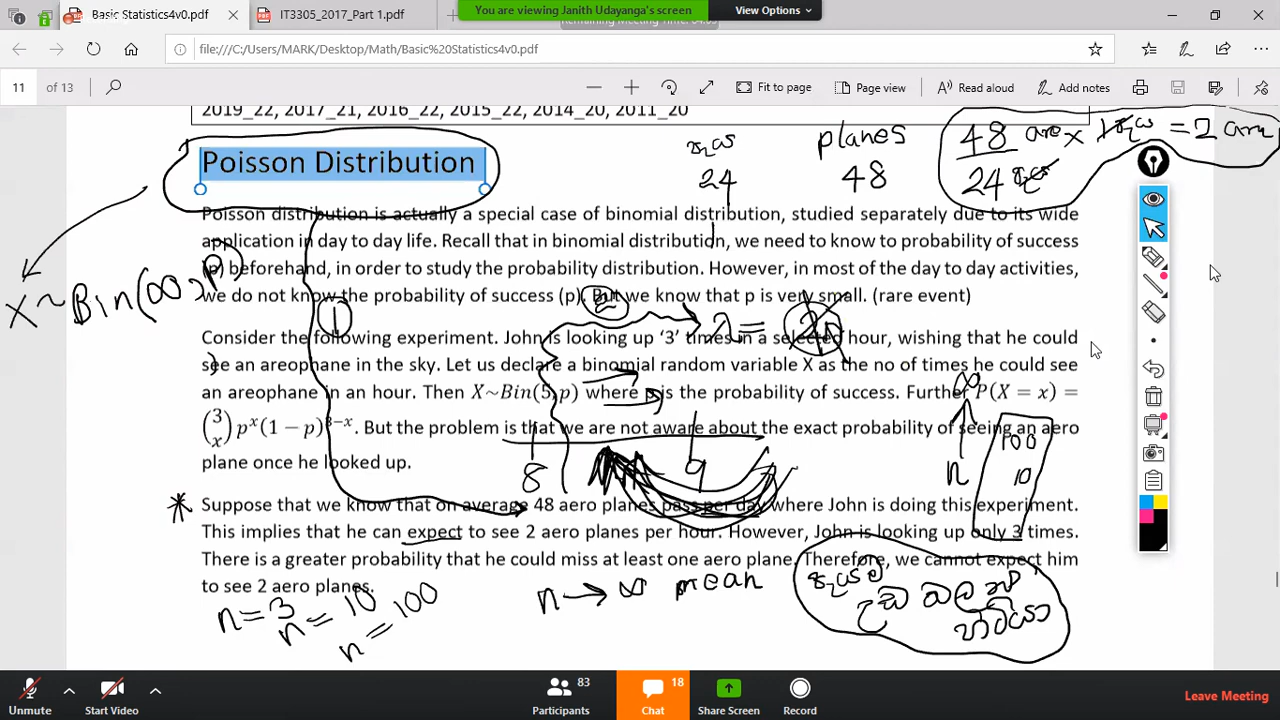 Basic Statistics4v0.pdf
IT3305_2017_Part 1.pdf
You are viewing Janith Udayanga's screen
View Options
file:///C:/Users/MARK/Desktop/Math/Basic%20Statistics4v0.pdf
11 of 13
Fit to page
Page view
Read aloud
Add notes
2019_22, 2017_21, 2016_22, 2015_22, 2014_20, 2011_20
planes
24
48
48
24
= 2
Poisson Distribution
Poisson distribution is actually a special case of binomial distribution, studied separately due to its wide
application in day to day life. Recall that in binomial distribution, we need to know to probability of success
(p) beforehand, in order to study the probability distribution. However, in most of the day to day activities,
we do not know the probability of success (p). But we know that p is very small. (rare event)
X~Bin(∞, p)
①
②
λ =
Consider the following experiment. John is looking up '3' times in a selected hour, wishing that he could
see an areophane in the sky. Let us declare a binomial random variable X as the no of times he could see
an areophane in an hour. Then X~Bin(5,p) where p is the probability of success. Further P(X = x) =
(3 x) p^x(1 − p)^3−x. But the problem is that we are not aware about the exact probability of seeing an aero
plane once he looked up.
8
9
∞
n
100
10
* Suppose that we know that on average 48 aero planes pass per day where John is doing this experiment.
This implies that he can expect to see 2 aero planes per hour. However, John is looking up only 3 times.
There is a greater probability that he could miss at least one aero plane. Therefore, we cannot expect him
to see 2 aero planes.
n = 3
n = 10
n = 100
n → ∞ mean
Unmute
Start Video
83
Participants
18
Chat
Share Screen
Record
Leave Meeting